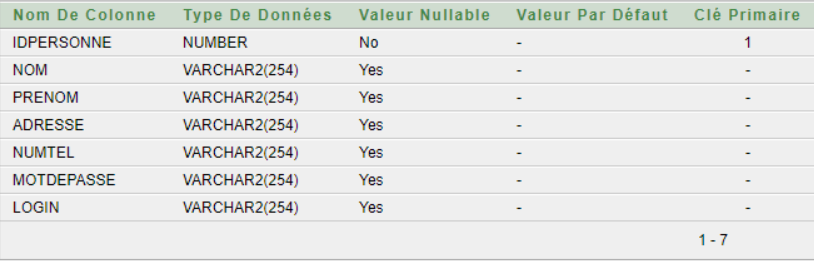 Nom De Colonne Type De Données Valeur Nullable Valeur Par Défaut Clé Primaire
IDPERSONNE NUMBER No - 1
NOM VARCHAR2(254) Yes - -
PRENOM VARCHAR2(254) Yes - -
ADRESSE VARCHAR2(254) Yes - -
NUMTEL VARCHAR2(254) Yes - -
MOTDEPASSE VARCHAR2(254) Yes - -
LOGIN VARCHAR2(254) Yes - -
1 - 7